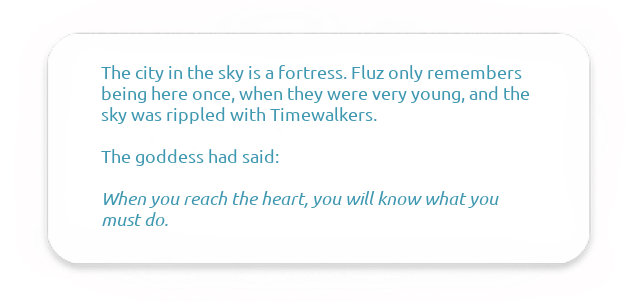 The city in the sky is a fortress. Fluz only remembers
being here once, when they were very young, and the
sky was rippled with Timewalkers.
The goddess had said:
When you reach the heart, you will know what you
must do.